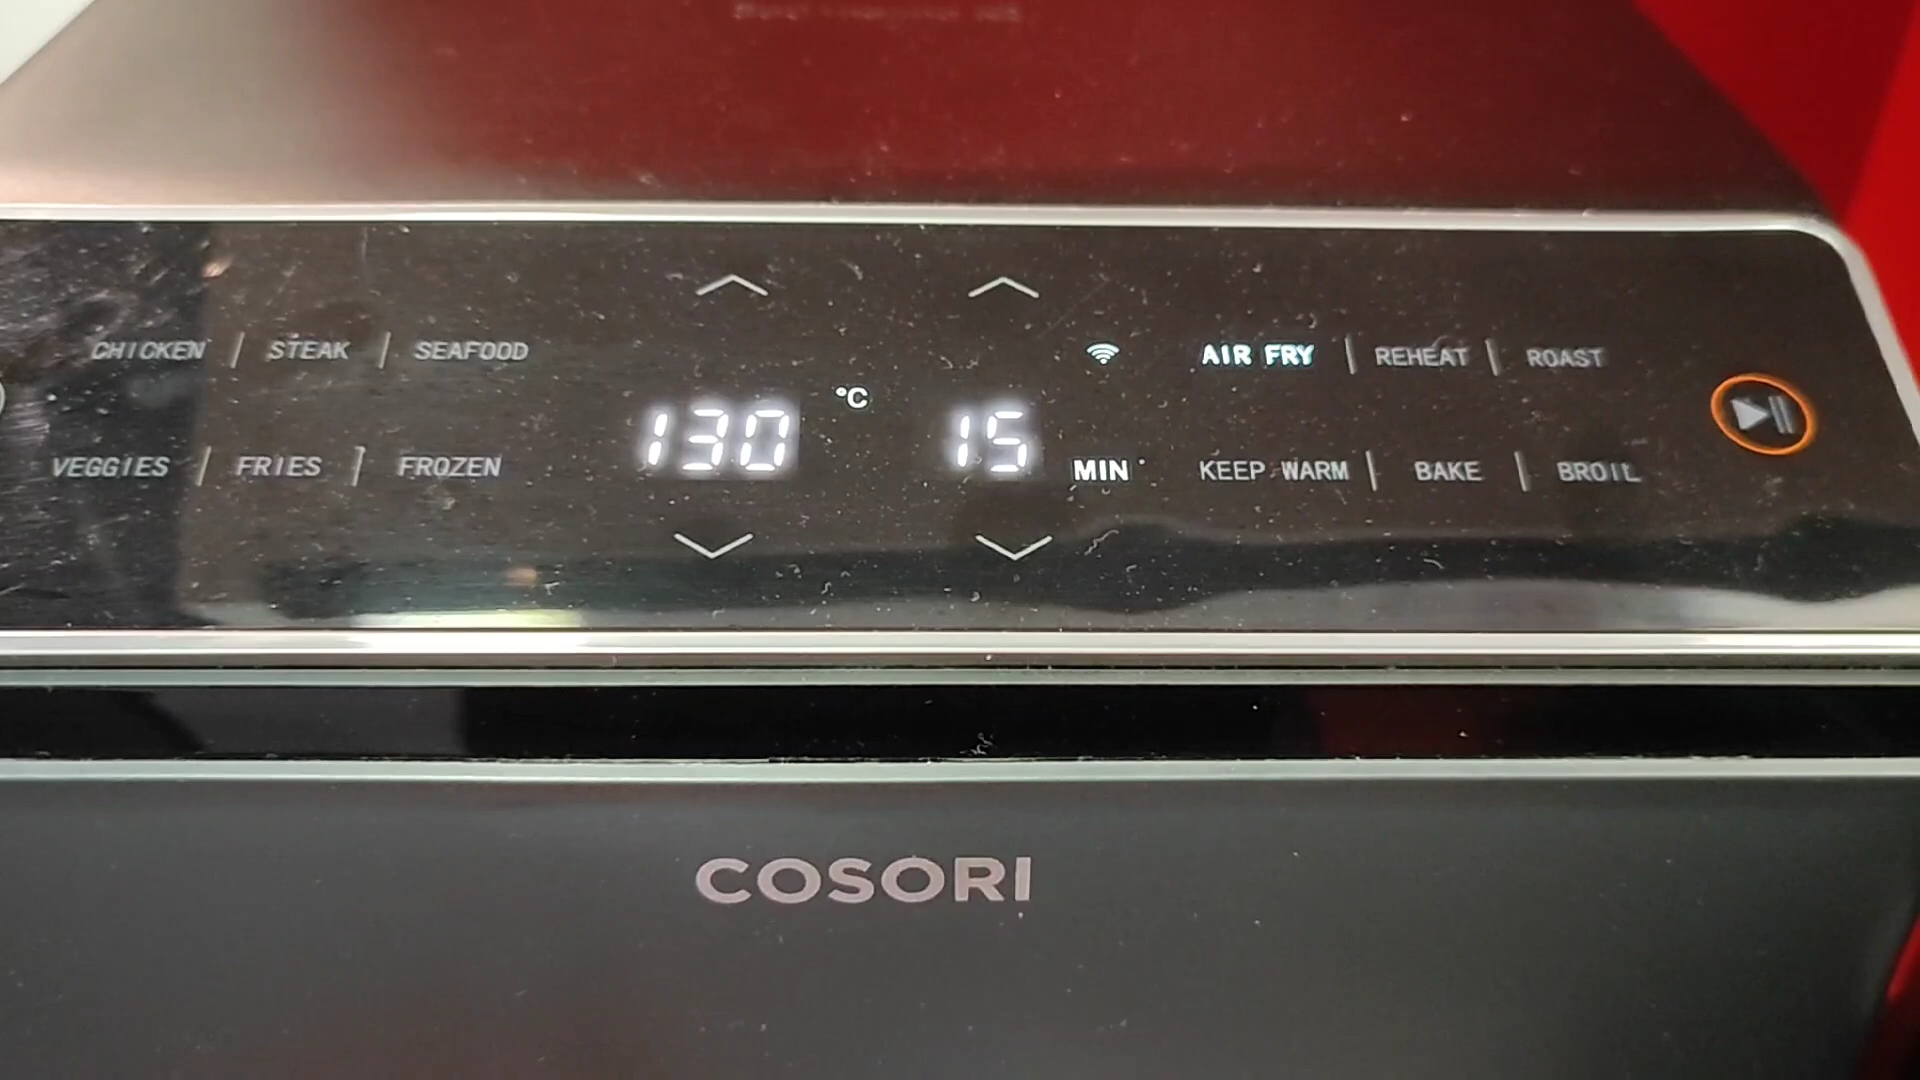 CHICKEN | STEAK | SEAFOOD
VEGGIES | FRIES | FROZEN
130 °C
15 MIN
AIR FRY | REHEAT | ROAST
KEEP WARM | BAKE | BROIL
COSORI